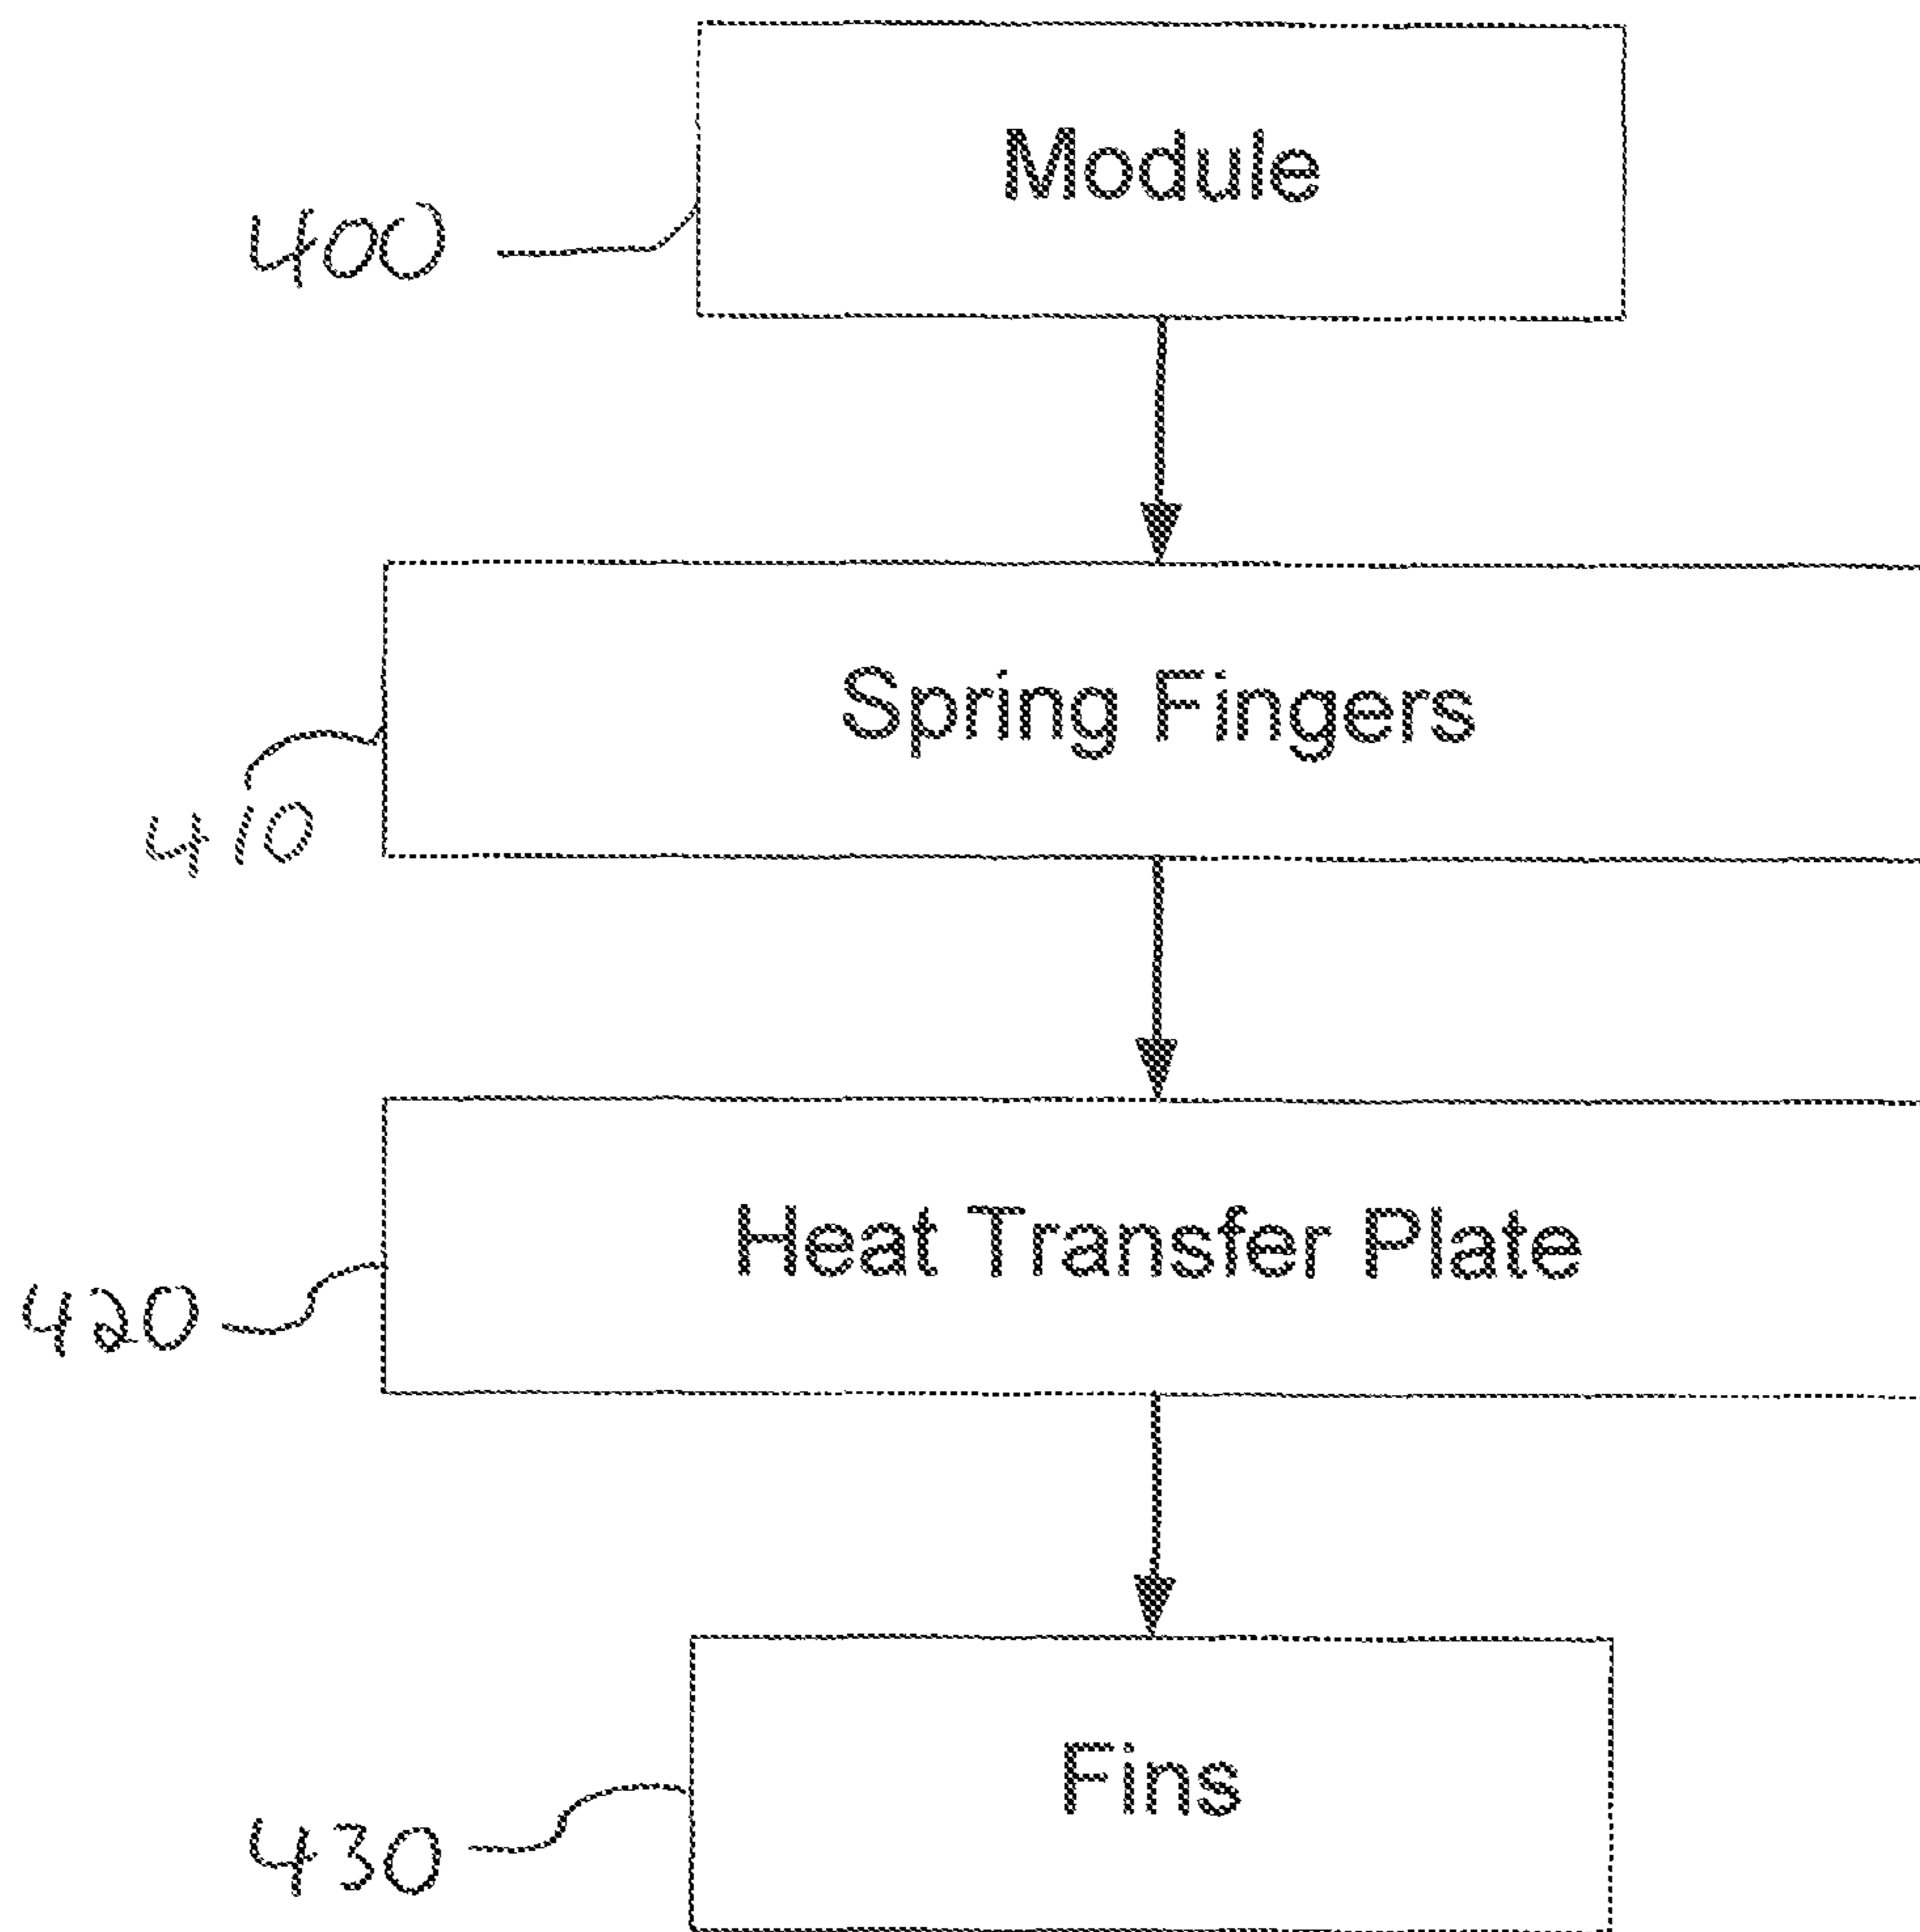 Module
400
Spring Fingers
410
Heat Transfer Plate
420
Fins
430